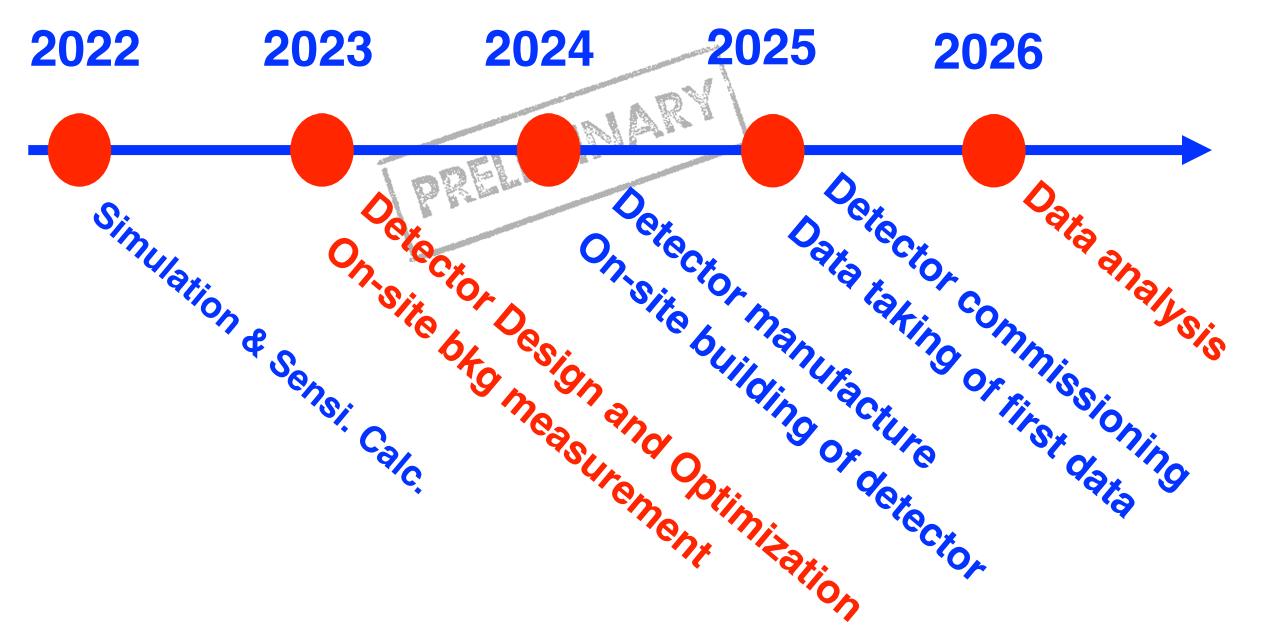 2022
2023
2024
2025
2026
PRELIMINARY
Simulation & Sensi. Calc.
Detector Design and Optimization
On-site bkg measurement
Detector manufacture
On-site building of detector
Detector commissioning
Data taking of first data
Data analysis